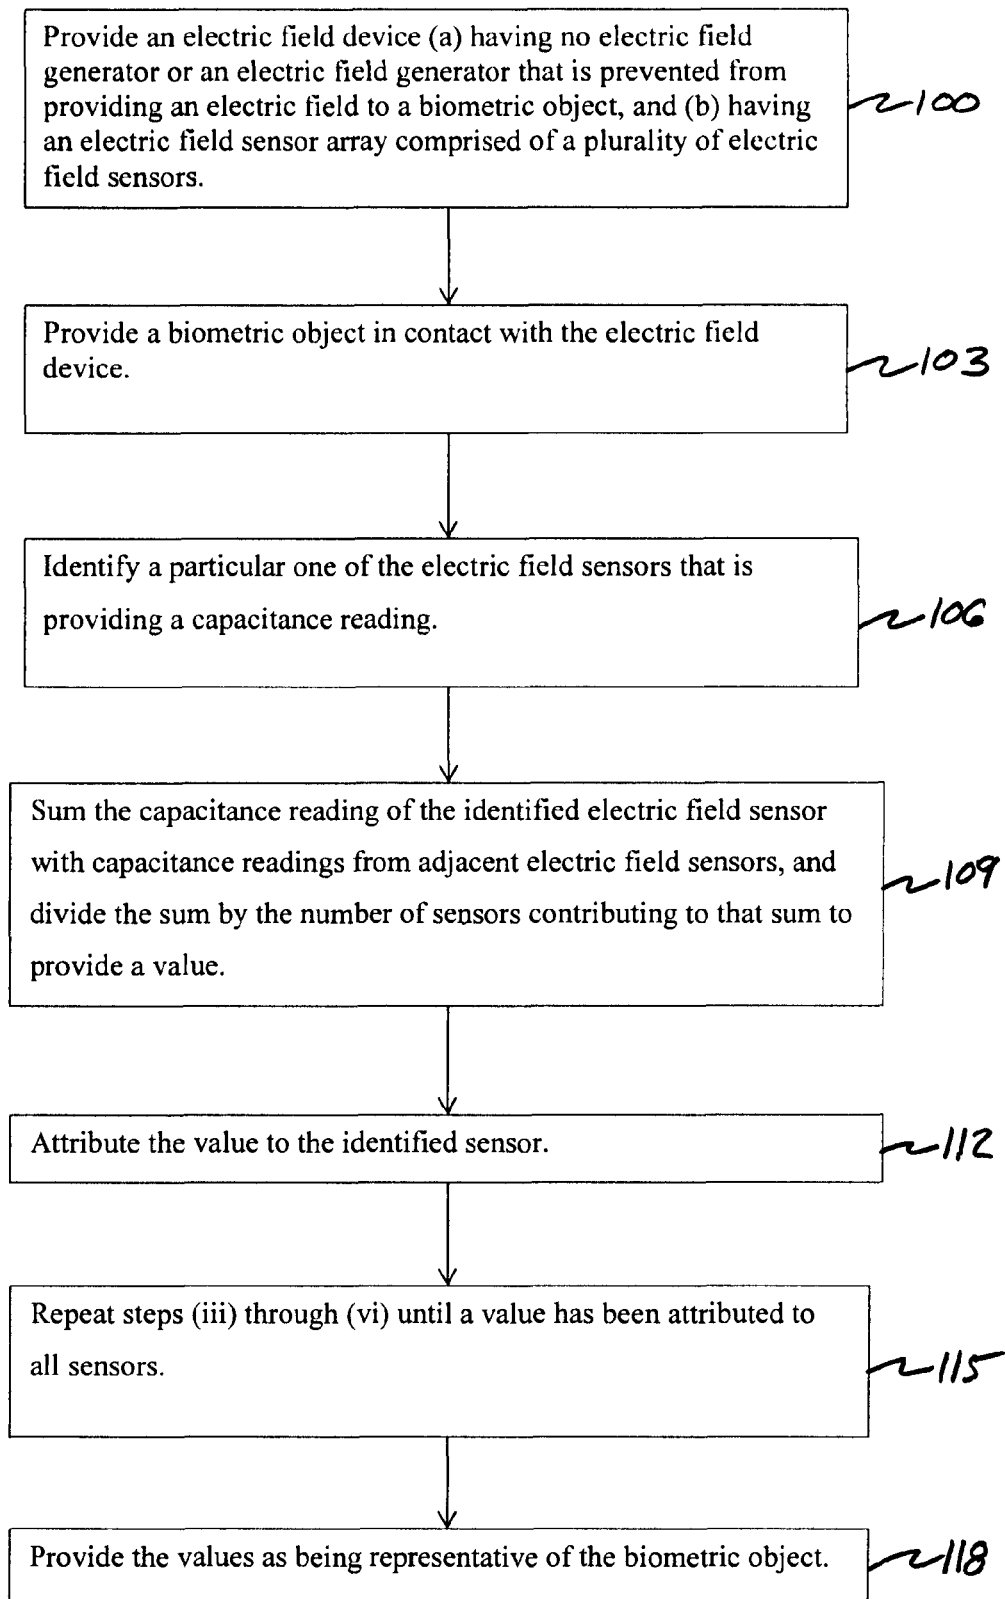 Provide an electric field device (a) having no electric field
generator or an electric field generator that is prevented from
providing an electric field to a biometric object, and (b) having
an electric field sensor array comprised of a plurality of electric
field sensors.
100
Provide a biometric object in contact with the electric field
device.
103
Identify a particular one of the electric field sensors that is
providing a capacitance reading.
106
Sum the capacitance reading of the identified electric field sensor
with capacitance readings from adjacent electric field sensors, and
divide the sum by the number of sensors contributing to that sum to
provide a value.
109
Attribute the value to the identified sensor.
112
Repeat steps (iii) through (vi) until a value has been attributed to
all sensors.
115
Provide the values as being representative of the biometric object.
118